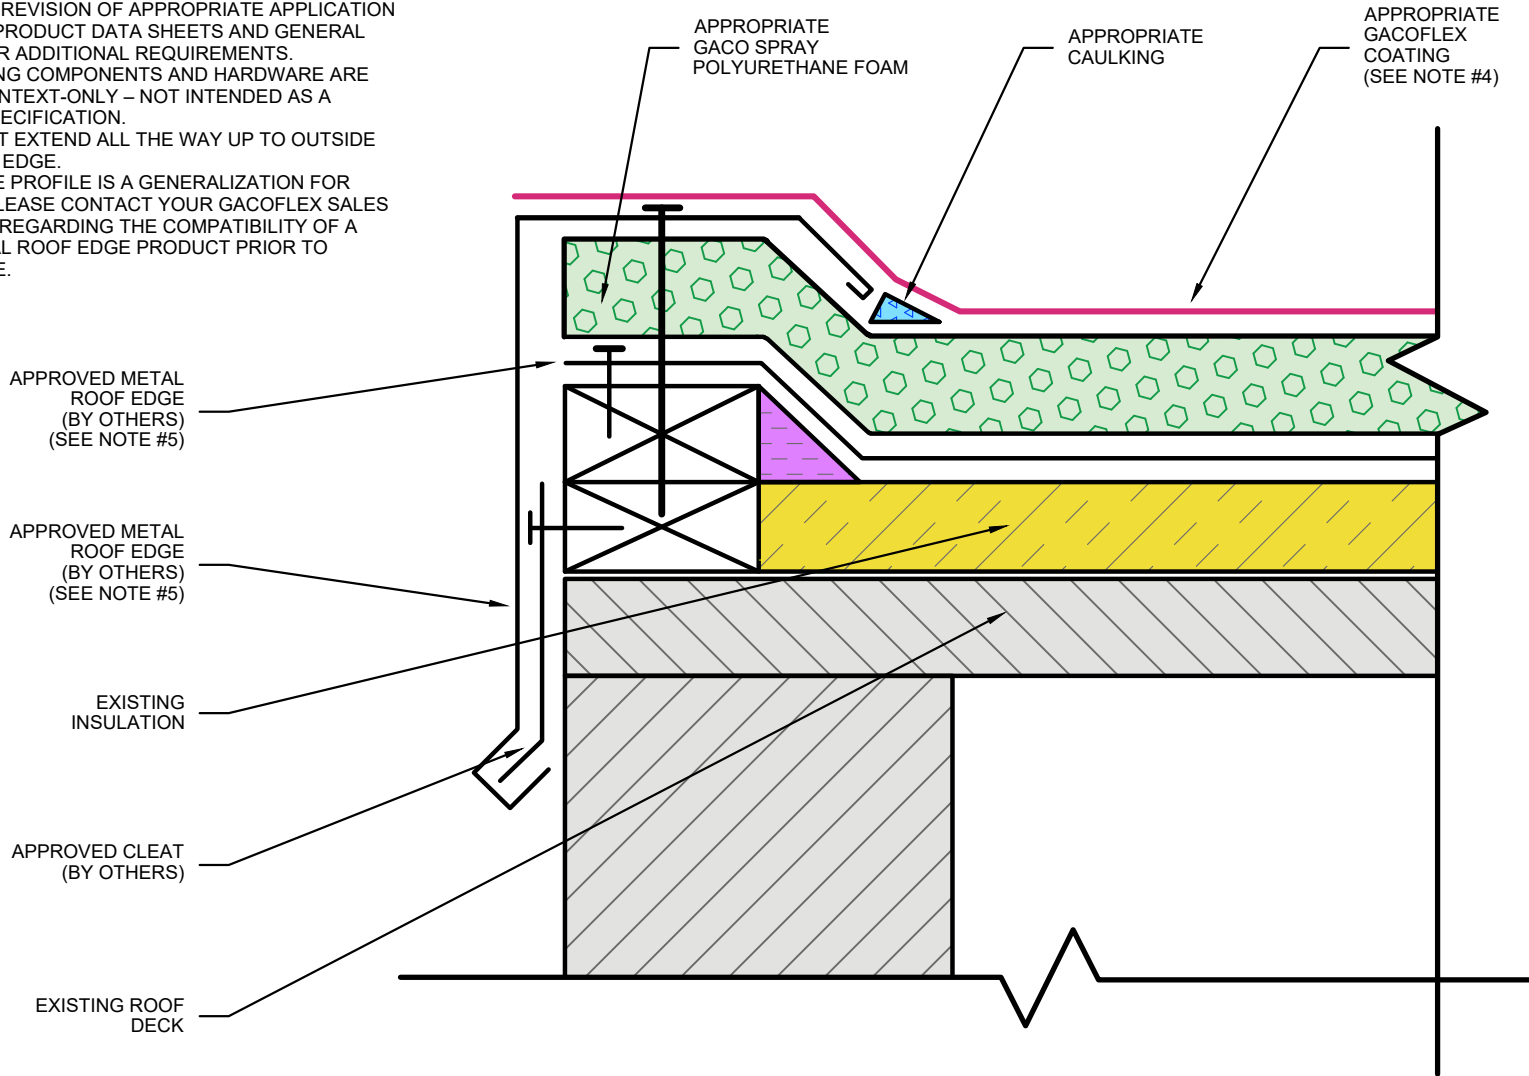 REVISION OF APPROPRIATE APPLICATION
PRODUCT DATA SHEETS AND GENERAL
R ADDITIONAL REQUIREMENTS.
NG COMPONENTS AND HARDWARE ARE
NTEXT-ONLY – NOT INTENDED AS A
ECIFICATION.
T EXTEND ALL THE WAY UP TO OUTSIDE
EDGE.
E PROFILE IS A GENERALIZATION FOR
LEASE CONTACT YOUR GACOFLEX SALES
REGARDING THE COMPATIBILITY OF A
AL ROOF EDGE PRODUCT PRIOR TO
E.
APPROPRIATE
GACO SPRAY
POLYURETHANE FOAM
APPROPRIATE
CAULKING
APPROPRIATE
GACOFLEX
COATING
(SEE NOTE #4)
APPROVED METAL
ROOF EDGE
(BY OTHERS)
(SEE NOTE #5)
APPROVED METAL
ROOF EDGE
(BY OTHERS)
(SEE NOTE #5)
EXISTING
INSULATION
APPROVED CLEAT
(BY OTHERS)
EXISTING ROOF
DECK